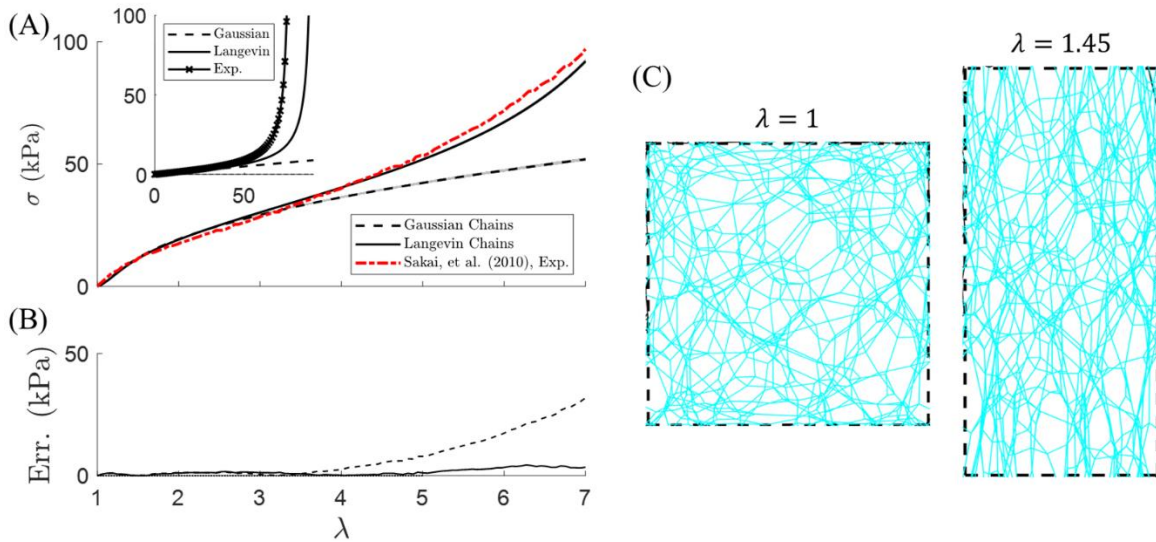 (A)
100
50
0
σ (kPa)
100
50
0
0
50
Gaussian
Langevin
Exp.
Gaussian Chains
Langevin Chains
Sakai, et al. (2010), Exp.
(B)
50
0
Err. (kPa)
1 2 3 4 5 6 7
λ
(C)
λ = 1
λ = 1.45